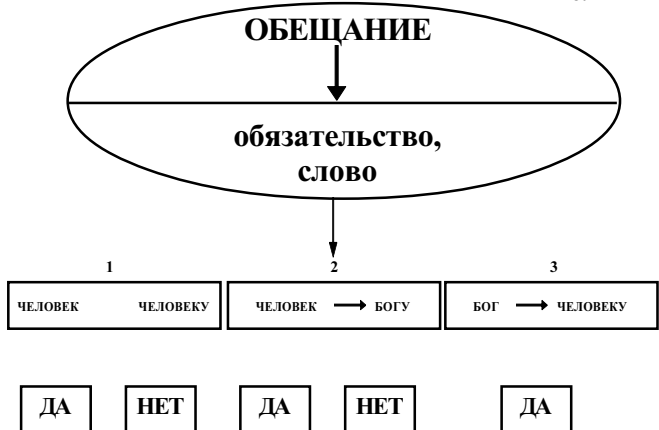 ОБЕЩАНИЕ
обязательство,
слово
1 2 3
ЧЕЛОВЕК ЧЕЛОВЕКУ ЧЕЛОВЕК БОГУ БОГ ЧЕЛОВЕКУ
ДА НЕТ ДА НЕТ ДА